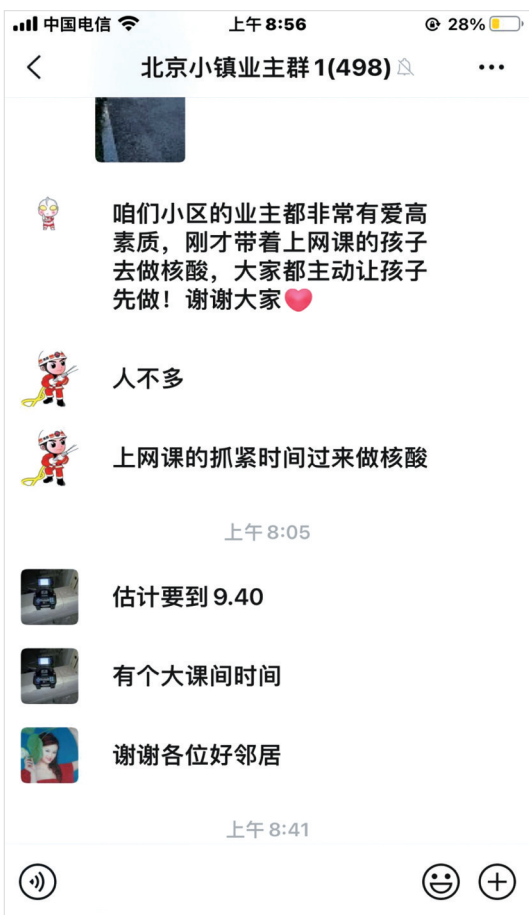 中国电信 上午8:56 28%
北京小镇业主群1(498)
咱们小区的业主都非常有爱高
素质，刚才带着上网课的孩子
去做核酸，大家都主动让孩子
先做！谢谢大家❤
人不多
上网课的抓紧时间过来做核酸
上午8:05
估计要到9.40
有个大课间时间
谢谢各位好邻居
上午8:41